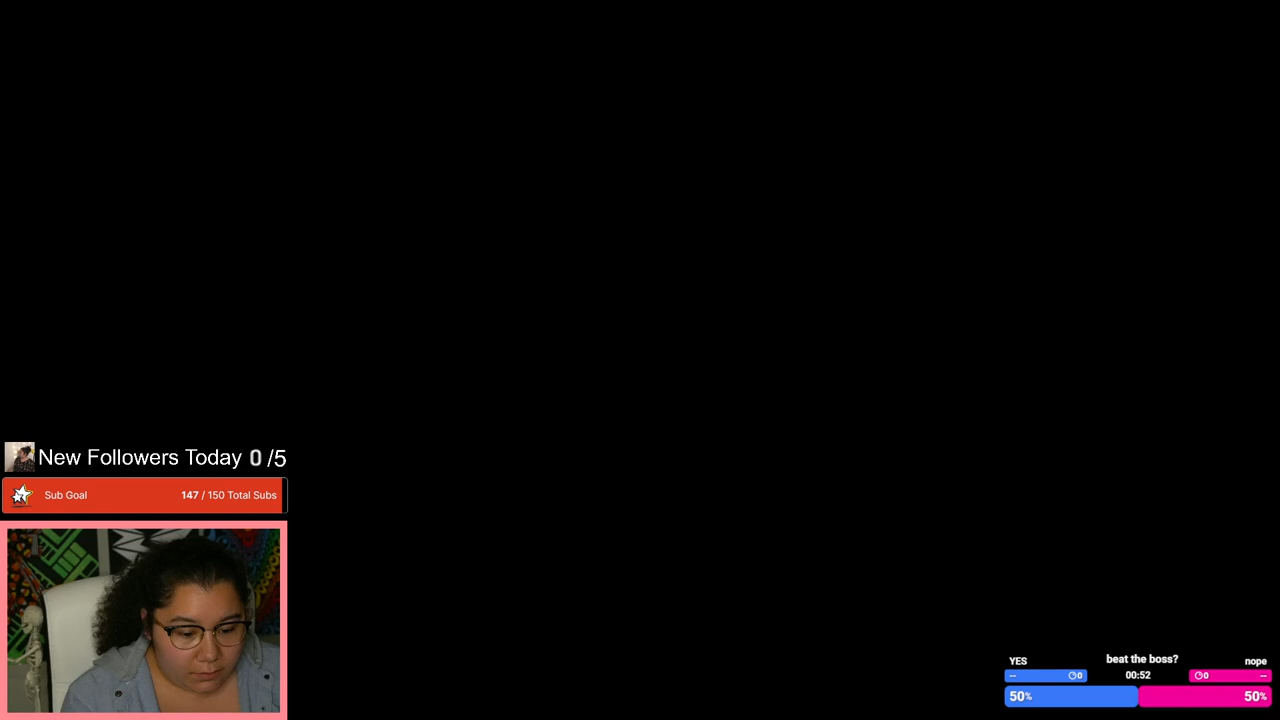 New Followers Today 0 /5
Sub Goal 147 / 150 Total Subs
YES beat the boss? nope
-- 0 00:52 0 --
50% 50%